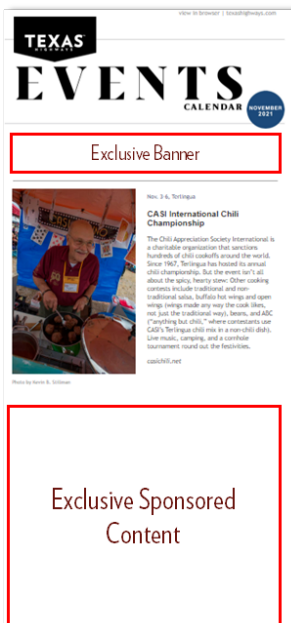 view in browser | texashighways.com
TEXAS
HIGHWAYS
EVENTS
CALENDAR
NOVEMBER
2021
Exclusive Banner
Nov. 3-6, Terlingua
CASI International Chili
Championship
The Chili Appreciation Society International is
a charitable organization that sanctions
hundreds of chili cookoffs around the world.
Since 1967, Terlingua has hosted its annual
chili championship. But the event isn't all
about the spicy, hearty stew: Other cooking
contests include traditional and non-
traditional salsa, buffalo hot wings and open
wings (wings made any way the cook likes,
not just the traditional way), beans, and ABC
("anything but chili," where contestants use
CASI's Terlingua chili mix in a non-chili dish).
Live music, camping, and a cornhole
tournament round out the festivities.
casichili.net
Photo by Kevin B. Stillman
Exclusive Sponsored
Content